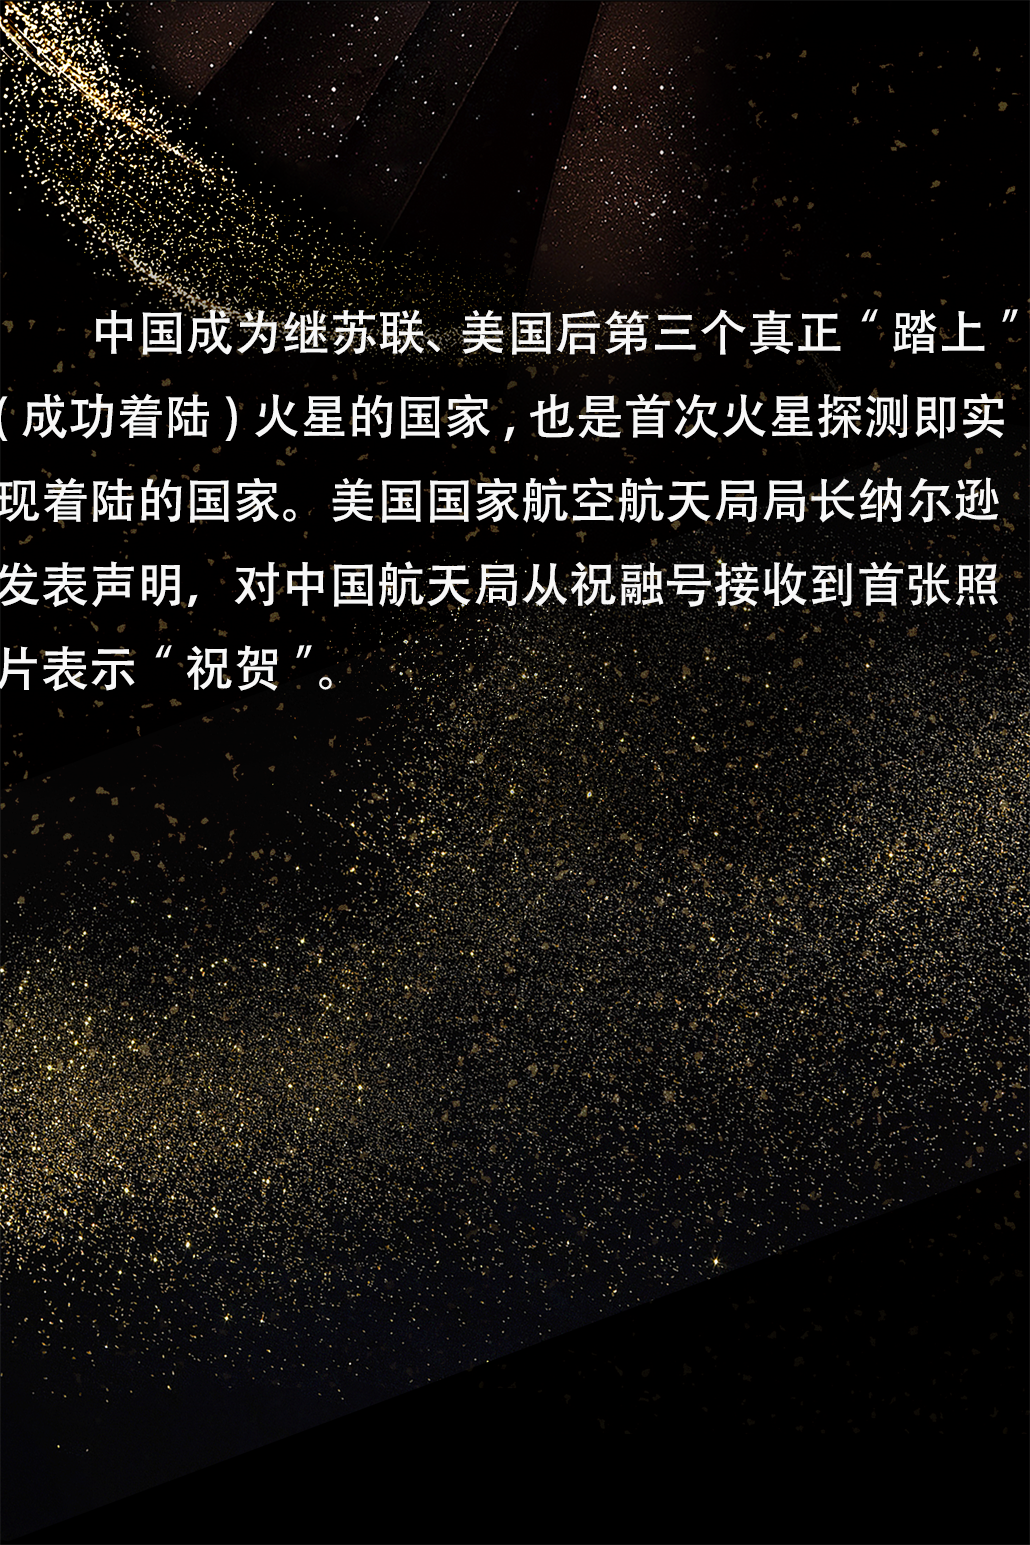 中国成为继苏联、美国后第三个真正“踏上”
(成功着陆)火星的国家,也是首次火星探测即实
现着陆的国家。美国国家航空航天局局长纳尔逊
发表声明，对中国航天局从祝融号接收到首张照
片表示“祝贺”。